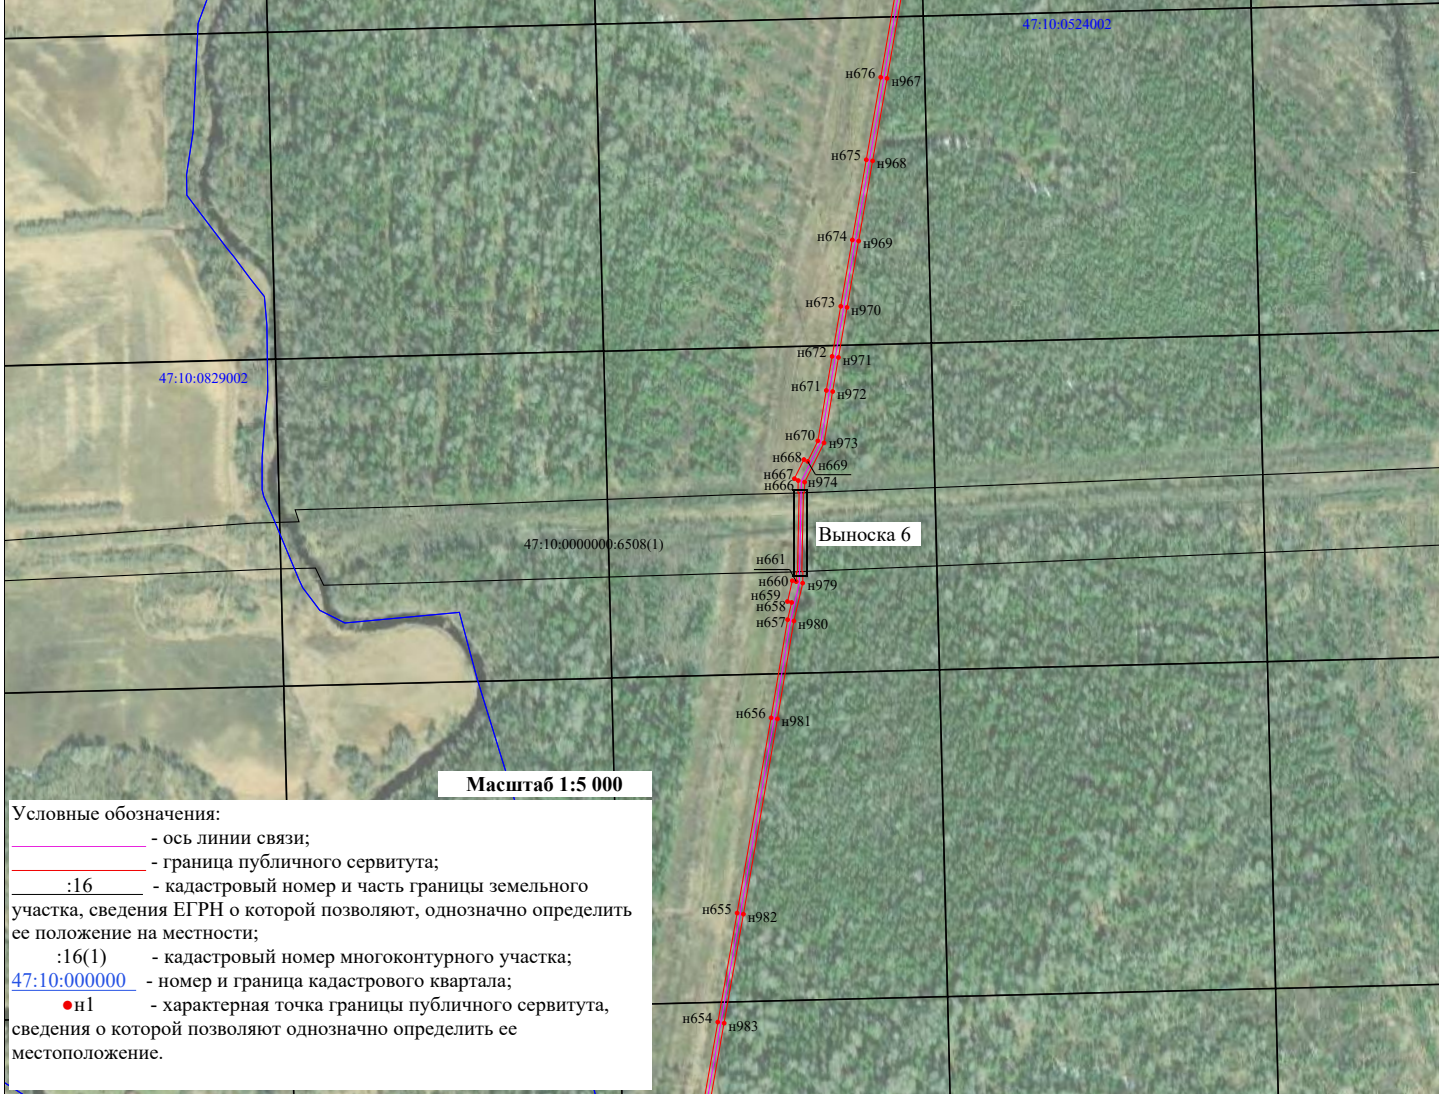 47:10:0524002
н676
н967
н675
н968
н674
н969
н673
н970
н672
н971
47:10:0829002
н671
н972
н670
н973
н668
н669
н667
н666
н974
Выноска 6
47:10:0000000:6508(1)
н661
н660
н979
н659
н658
н657
н980
н656
н981
Масштаб 1:5 000
Условные обозначения:
- ось линии связи;
- граница публичного сервитута;
:16 - кадастровый номер и часть границы земельного
участка, сведения ЕГРН о которой позволяют, однозначно определить
ее положение на местности;
:16(1) - кадастровый номер многоконтурного участка;
47:10:000000 - номер и граница кадастрового квартала;
н1 - характерная точка границы публичного сервитута,
сведения о которой позволяют однозначно определить ее
местоположение.
н655
н982
н654
н983